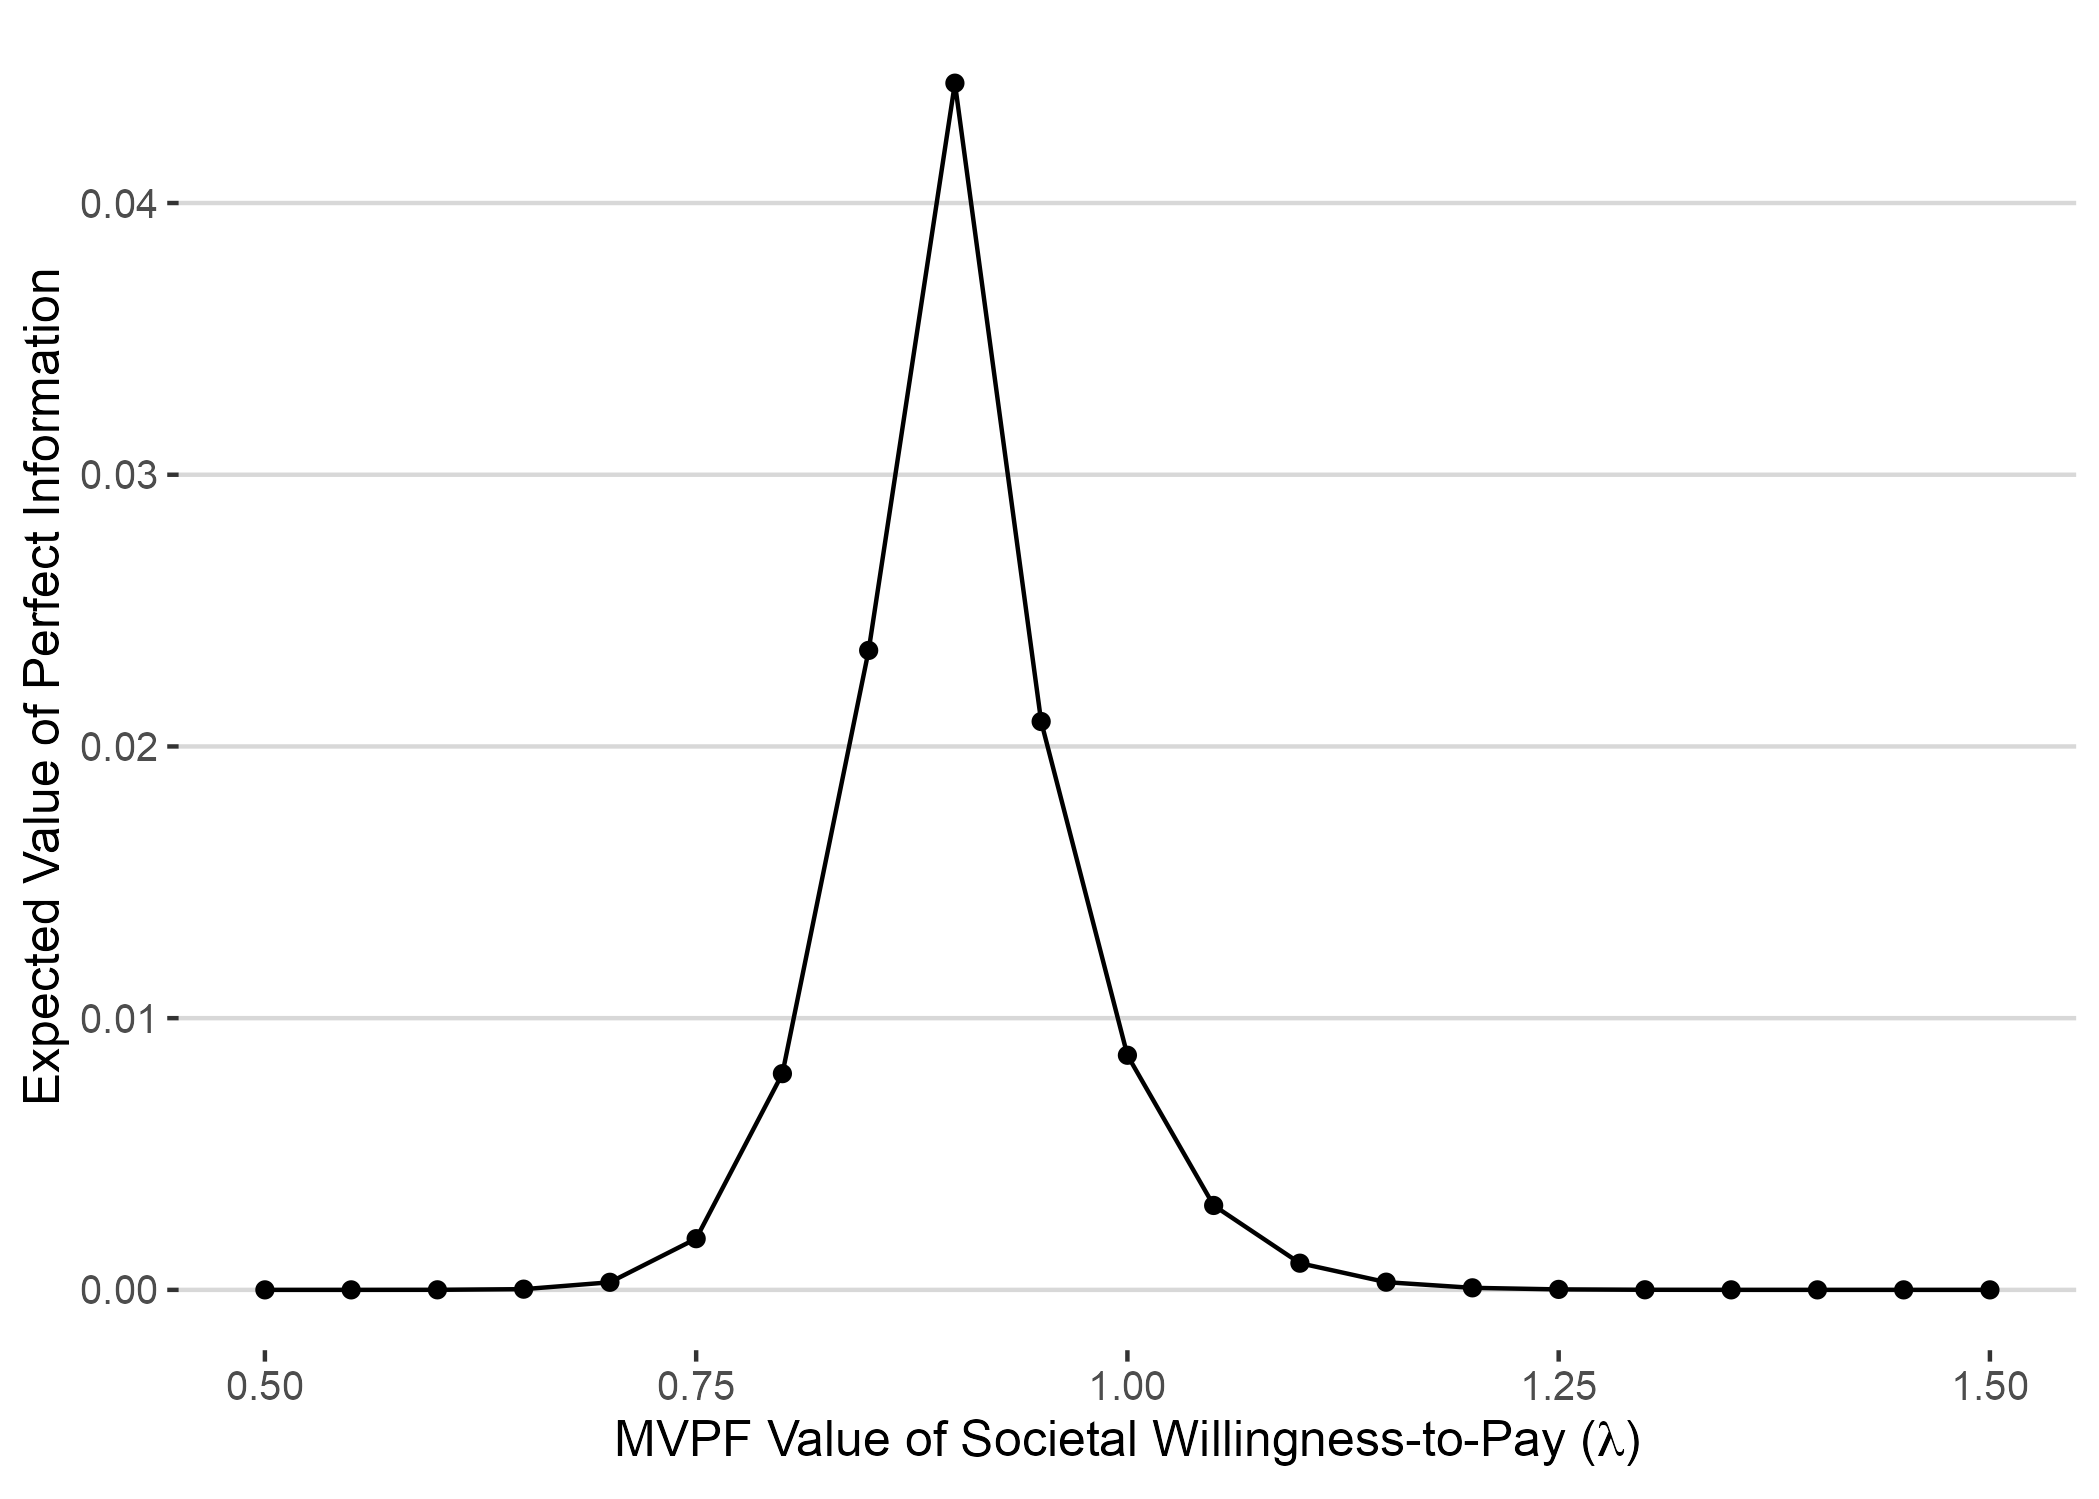 Expected Value of Perfect Information
0.04
0.03
0.02
0.01
0.00
0.50 0.75 1.00 1.25 1.50
MVPF Value of Societal Willingness-to-Pay (λ)